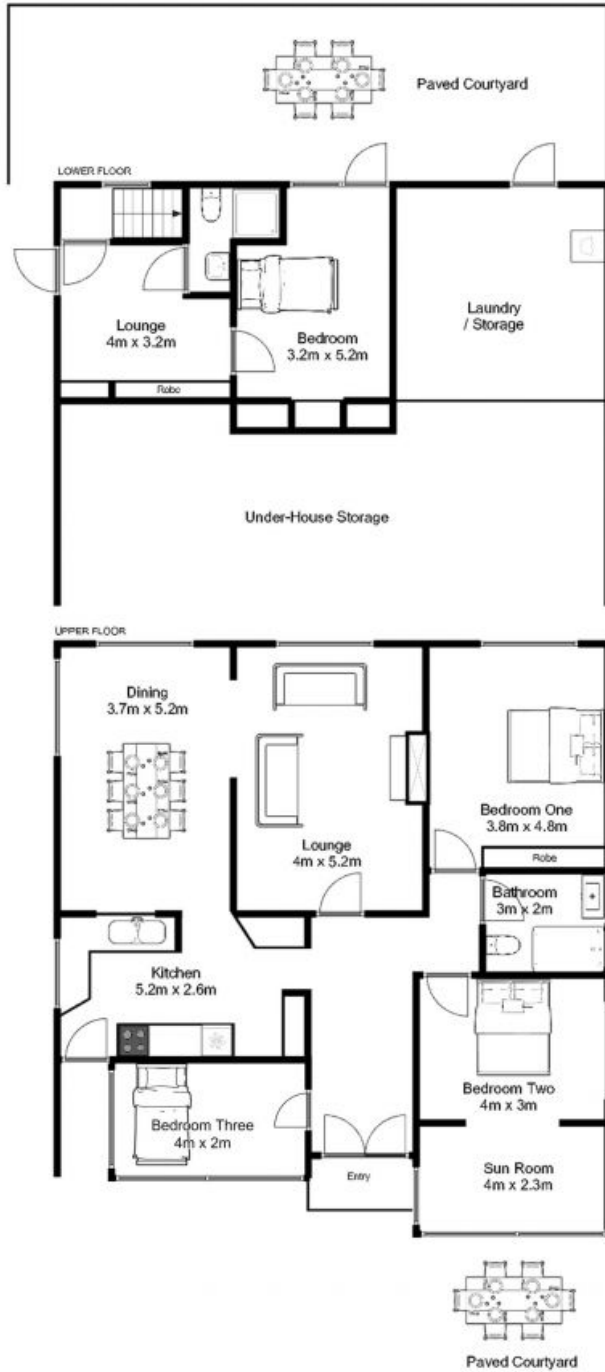 Paved Courtyard
LOWER FLOOR
Lounge
4m x 3.2m
Robe
Bedroom
3.2m x 5.2m
Laundry
/ Storage
Under-House Storage
UPPER FLOOR
Dining
3.7m x 5.2m
Lounge
4m x 5.2m
Bedroom One
3.8m x 4.8m
Robe
Bathroom
3m x 2m
Kitchen
5.2m x 2.6m
Bedroom Two
4m x 3m
Bedroom Three
4m x 2m
Entry
Sun Room
4m x 2.3m
Paved Courtyard